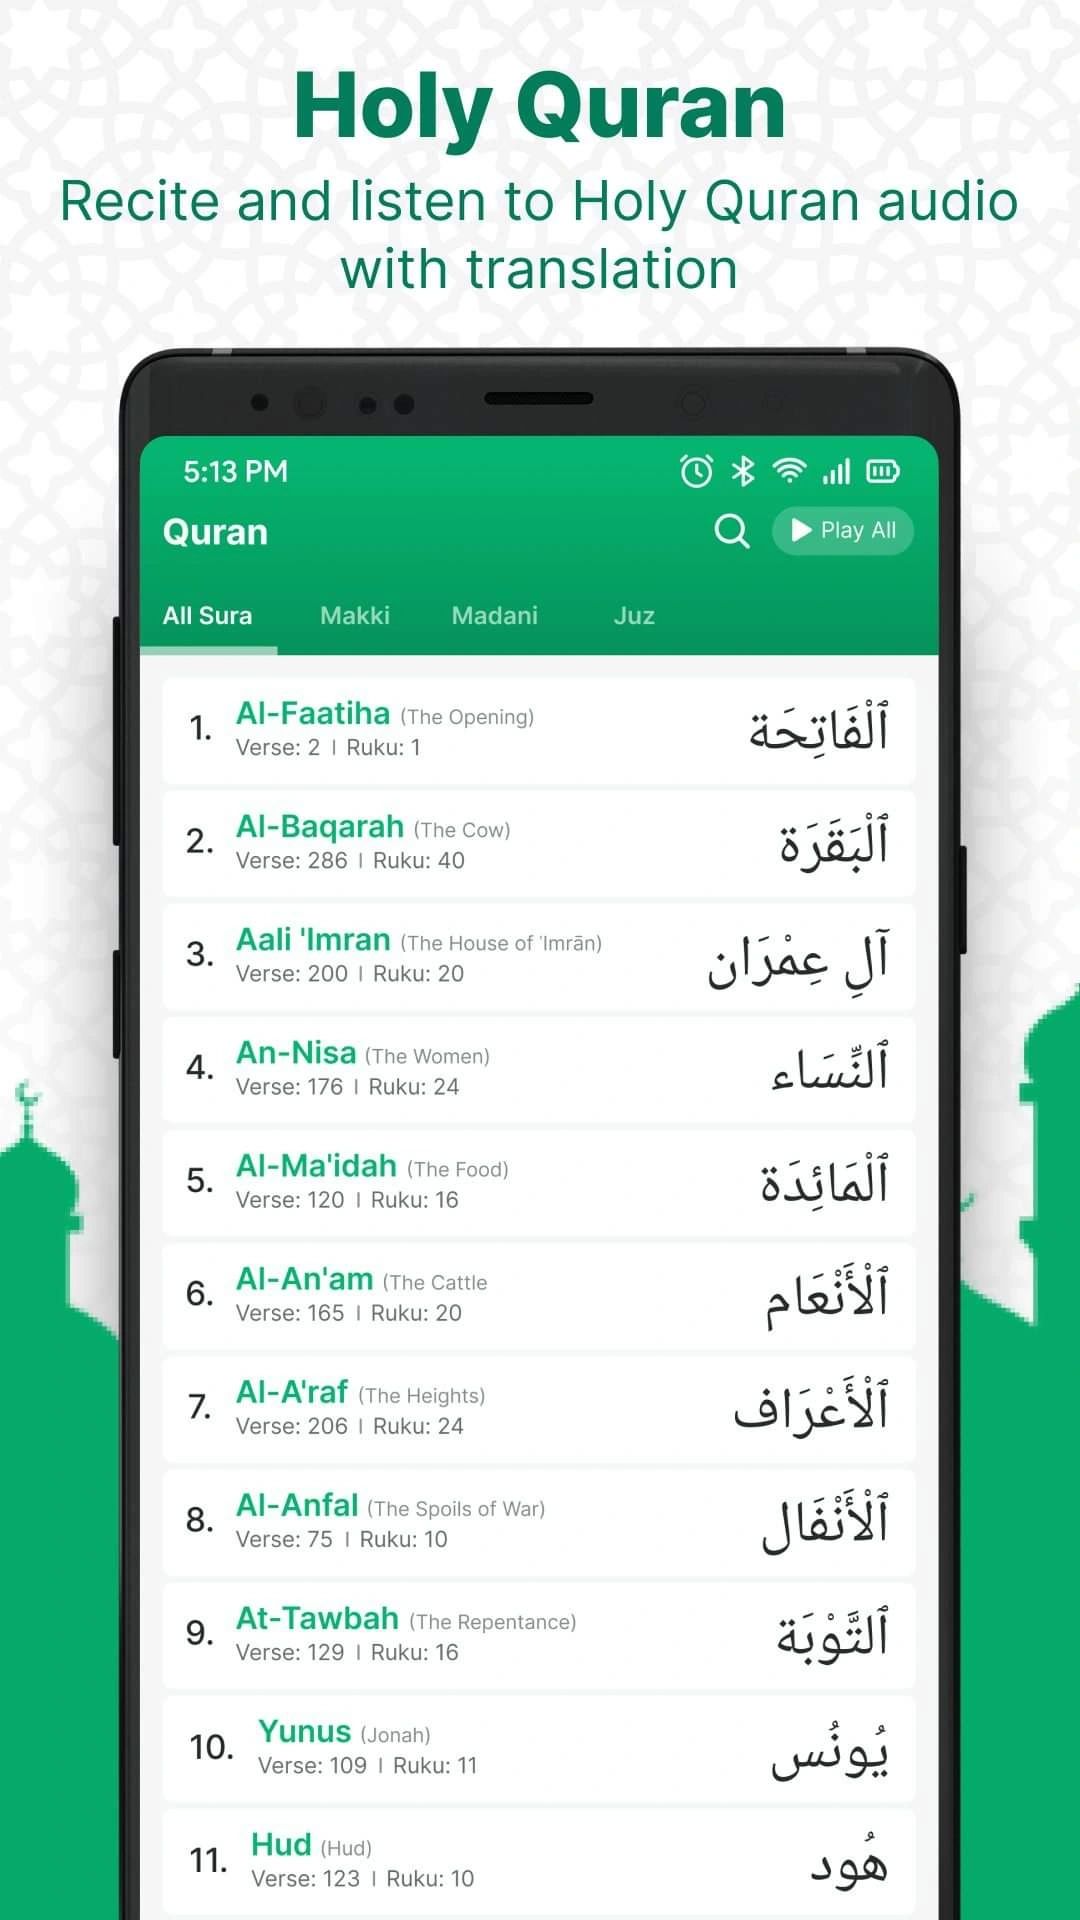 Holy Quran
Recite and listen to Holy Quran audio
with translation
5:13 PM
Quran
Play All
All Sura Makki Madani Juz
1. Al-Faatiha (The Opening) ٱلْفَاتِحَة
Verse: 2 | Ruku: 1
2. Al-Baqarah (The Cow) ٱلْبَقَرَة
Verse: 286 | Ruku: 40
3. Aali 'Imran (The House of 'Imrān) آلِ عِمْرَان
Verse: 200 | Ruku: 20
4. An-Nisa (The Women) ٱلنِّسَاء
Verse: 176 | Ruku: 24
5. Al-Ma'idah (The Food) ٱلْمَائِدَة
Verse: 120 | Ruku: 16
6. Al-An'am (The Cattle ٱلْأَنْعَام
Verse: 165 | Ruku: 20
7. Al-A'raf (The Heights) ٱلْأَعْرَاف
Verse: 206 | Ruku: 24
8. Al-Anfal (The Spoils of War) ٱلْأَنْفَال
Verse: 75 | Ruku: 10
9. At-Tawbah (The Repentance) ٱلتَّوْبَة
Verse: 129 | Ruku: 16
10. Yunus (Jonah) يُونُس
Verse: 109 | Ruku: 11
11. Hud (Hud) هُود
Verse: 123 | Ruku: 10